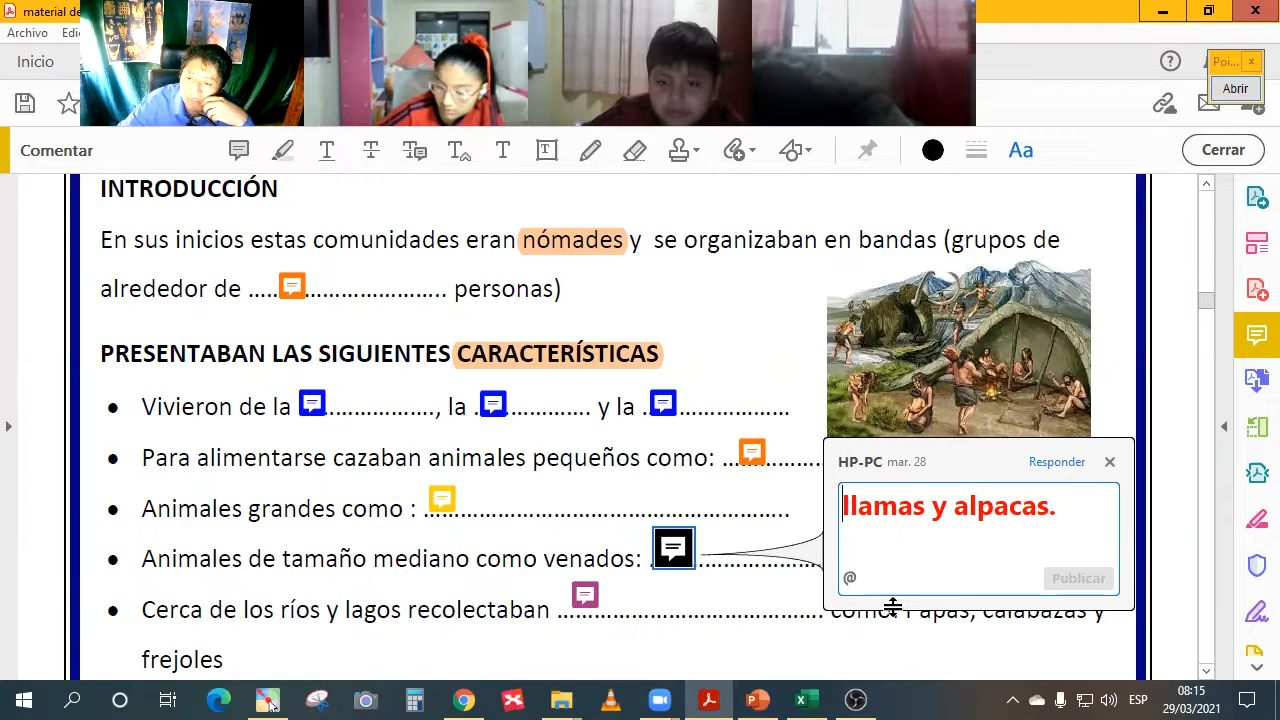 material de
Archivo Edi
Inicio
Poi...
Abrir
Comentar
Aa
Cerrar
INTRODUCCIÓN
En sus inicios estas comunidades eran nómades y se organizaban en bandas (grupos de
alrededor de ............................ personas)
PRESENTABAN LAS SIGUIENTES CARACTERÍSTICAS
• Vivieron de la .................., la ................. y la ....................
• Para alimentarse cazaban animales pequeños como: .............
• Animales grandes como : ......................................................
• Animales de tamaño mediano como venados: .....................
• Cerca de los ríos y lagos recolectaban ........................................ como: Papas, calabazas y
frejoles
HP-PC mar. 28 Responder
llamas y alpacas.
@ Publicar
ESP
08:15
29/03/2021